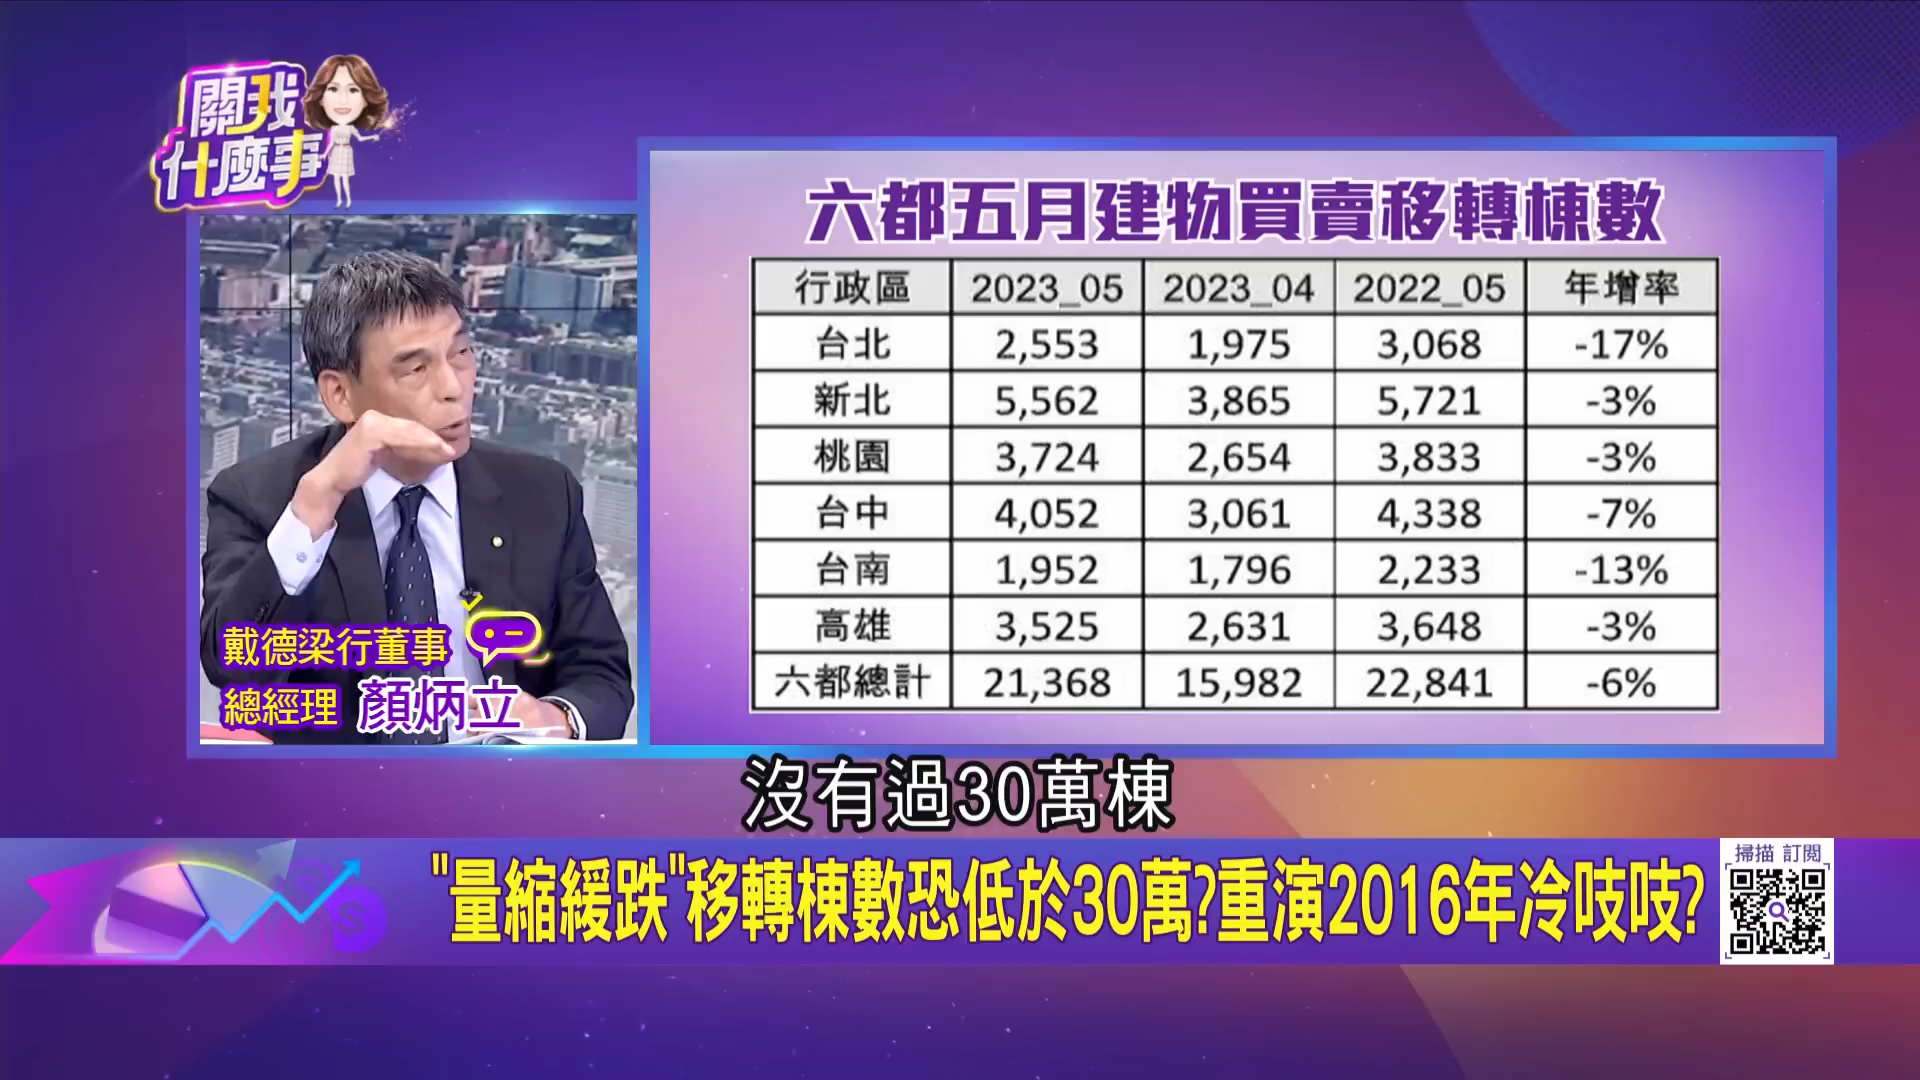 關我
什麼事
六都五月建物買賣移轉棟數
行政區 2023_05 2023_04 2022_05 年增率
台北 2,553 1,975 3,068 -17%
新北 5,562 3,865 5,721 -3%
桃園 3,724 2,654 3,833 -3%
台中 4,052 3,061 4,338 -7%
台南 1,952 1,796 2,233 -13%
高雄 3,525 2,631 3,648 -3%
六都總計 21,368 15,982 22,841 -6%
戴德梁行董事
總經理 顏炳立
沒有過30萬棟
"量縮緩跌"移轉棟數恐低於30萬?重演2016年冷吱吱?
掃描 訂閱